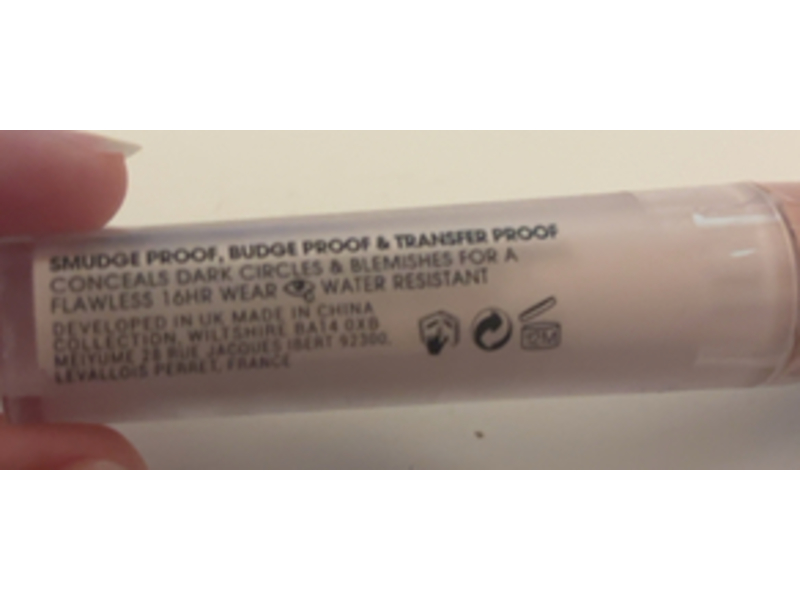 SMUDGE PROOF, BUDGE PROOF & TRANSFER PROOF
CONCEALS DARK CIRCLES & BLEMISHES FOR A
FLAWLESS 16HR WEAR WATER RESISTANT
DEVELOPED IN UK MADE IN CHINA
COLLECTION, WILTSHIRE BA14 0XB
MEIYUME 28 RUE JACQUES IBERT 92300,
LEVALLOIS PERRET, FRANCE
12M